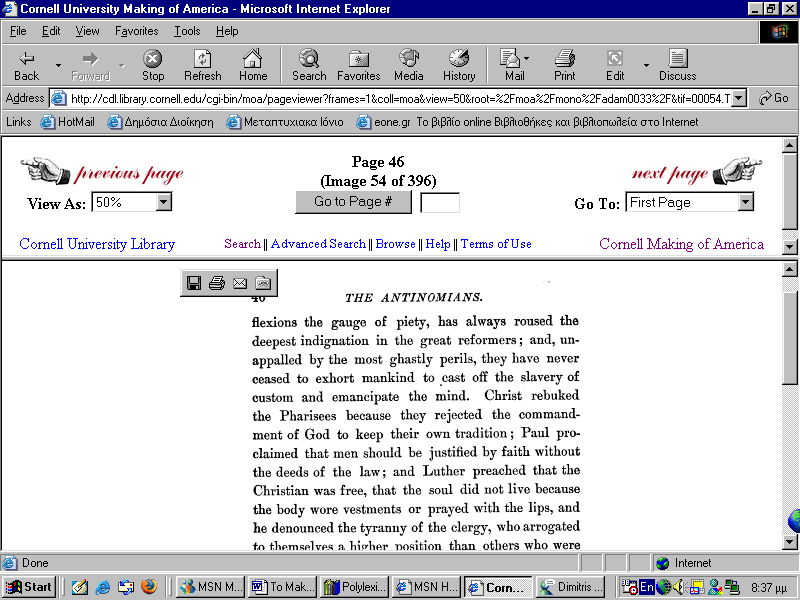 Cornell University Making of America - Microsoft Internet Explorer
File Edit View Favorites Tools Help
Back Forward Stop Refresh Home Search Favorites Media History Mail Print Edit Discuss
Address http://cdl.library.cornell.edu/cgi-bin/moa/pageviewer?frames=1&coll=moa&view=50&root=%2Fmoa%2Fmono%2Fadam0033%2F&tif=00054.T Go
Links HotMail Δημόσια Διοίκηση Μεταπτυχιακα Ιόνιο eone.gr Το βιβλίο online Βιβλιοθήκες και βιβλιοπωλεία στο Internet
previous page
Page 46
(Image 54 of 396)
next page
View As: 50%
Go to Page #
Go To: First Page
Cornell University Library
Search || Advanced Search || Browse || Help || Terms of Use
Cornell Making of America
THE ANTINOMIANS.
flexions the gauge of piety, has always roused the
deepest indignation in the great reformers; and, un-
appalled by the most ghastly perils, they have never
ceased to exhort mankind to cast off the slavery of
custom and emancipate the mind. Christ rebuked
the Pharisees because they rejected the command-
ment of God to keep their own tradition; Paul pro-
claimed that men should be justified by faith without
the deeds of the law; and Luther preached that the
Christian was free, that the soul did not live because
the body wore vestments or prayed with the lips, and
he denounced the tyranny of the clergy, who arrogated
to themselves a higher position than others who were
Done
Internet
Start MSN M... To Mak... Polylexi... MSN H... Corn... Dimitris ... En 8:37 μμ